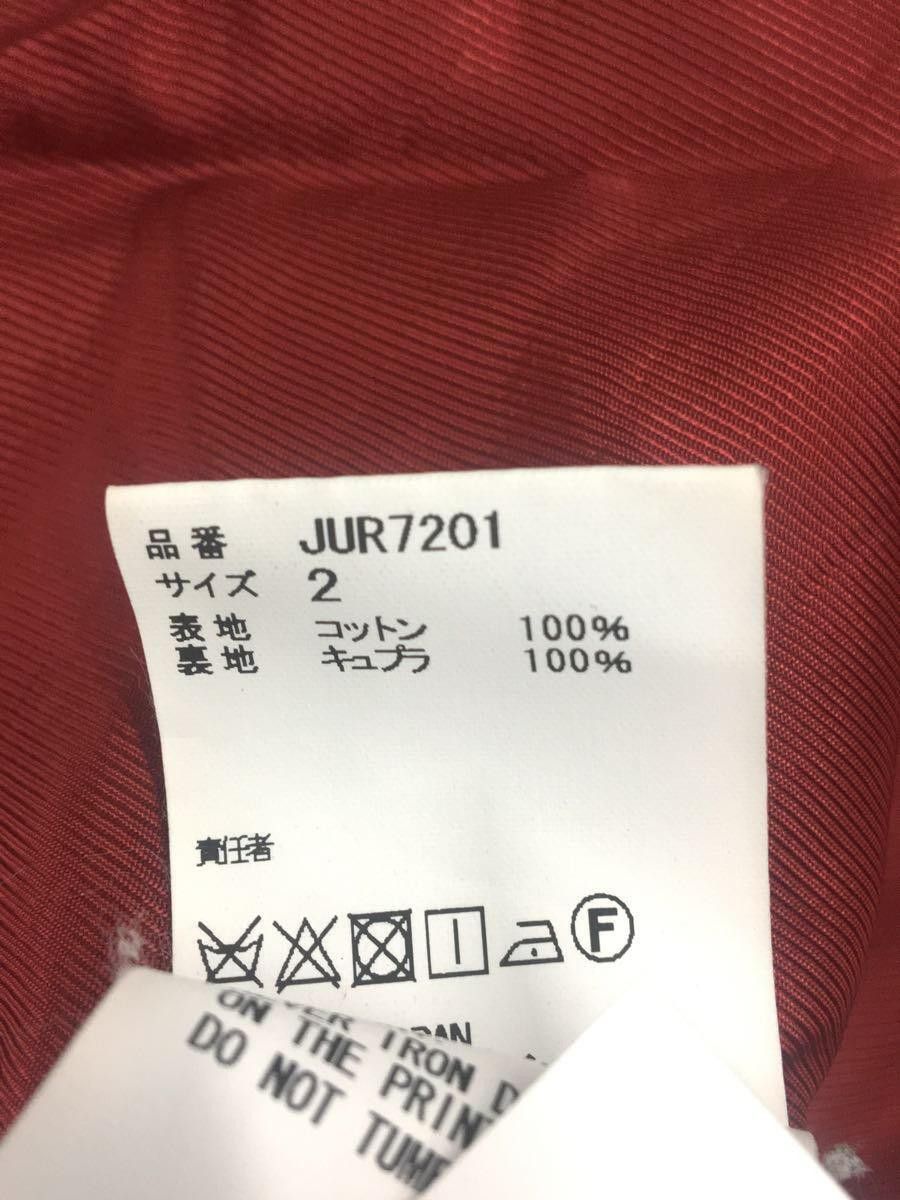 品番 JUR7201
サイズ 2
表地 コットン 100%
裏地 キュプラ 100%
責任者
F
IRON
ON THE PRIN
DO NOT TUM